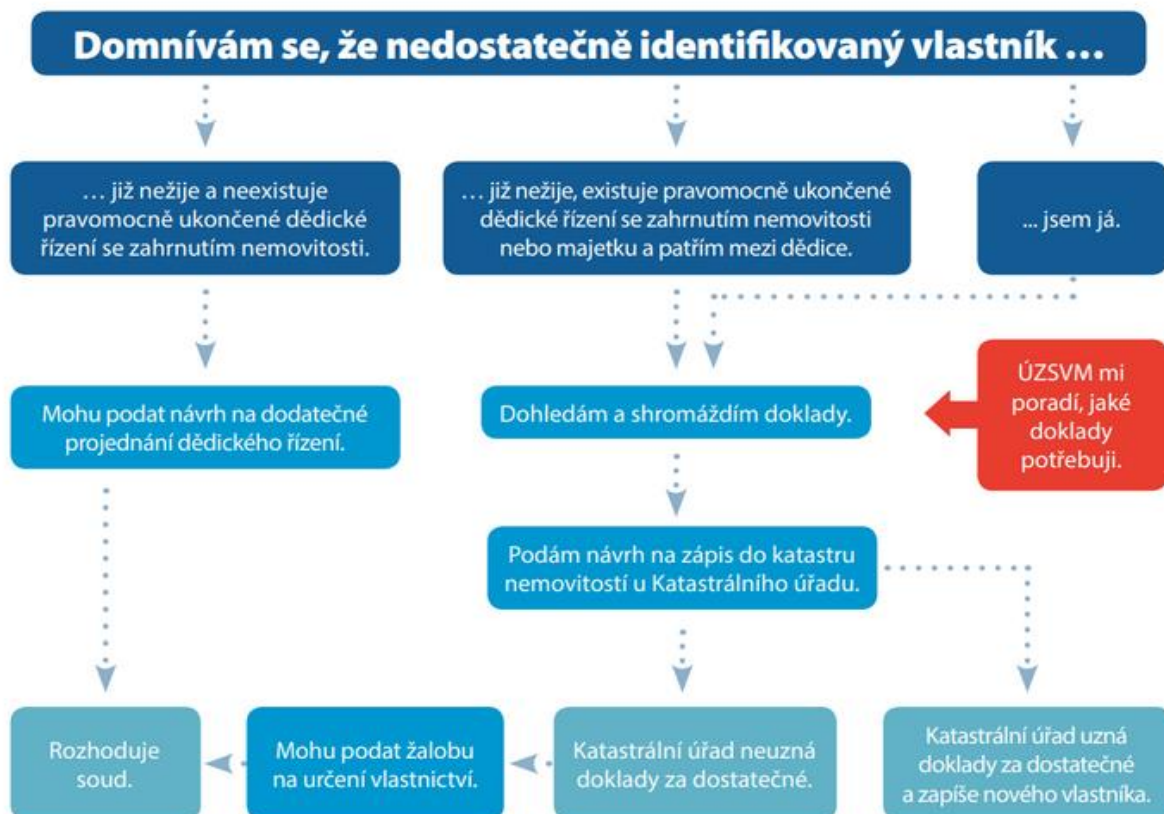 Domnívám se, že nedostatečně identifikovaný vlastník …
… již nežije a neexistuje
pravomocně ukončené dědické
řízení se zahrnutím nemovitosti.
… již nežije, existuje pravomocně ukončené
dědické řízení se zahrnutím nemovitosti
nebo majetku a patřím mezi dědice.
... jsem já.
Mohu podat návrh na dodatečné
projednání dědického řízení.
Dohledám a shromáždím doklady.
ÚZSVM mi
poradí, jaké
doklady
potřebuji.
Podám návrh na zápis do katastru
nemovitostí u Katastrálního úřadu.
Rozhoduje
soud.
Mohu podat žalobu
na určení vlastnictví.
Katastrální úřad neuzná
doklady za dostatečné.
Katastrální úřad uzná
doklady za dostatečné
a zapíše nového vlastníka.